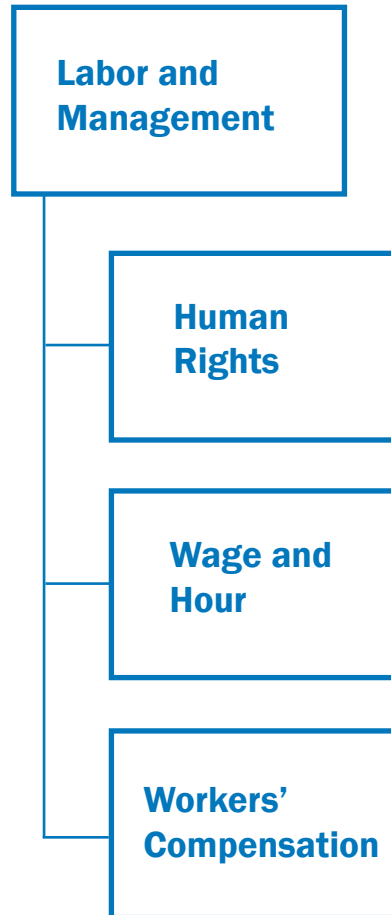 Labor and
Management
Human
Rights
Wage and
Hour
Workers’
Compensation